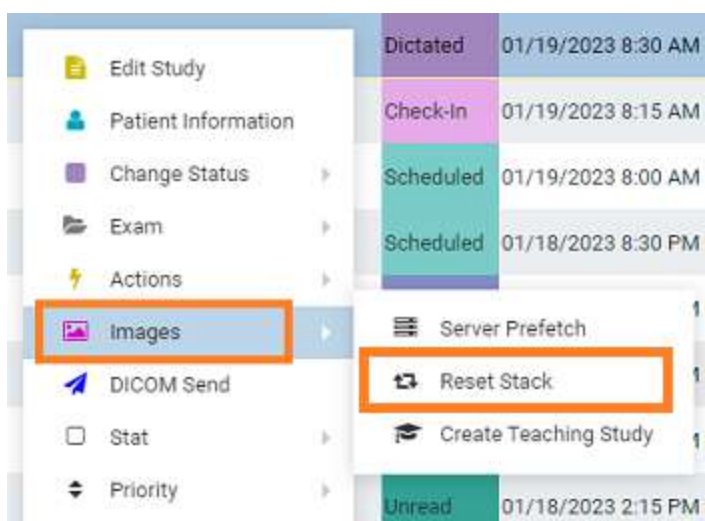 Dictated 01/19/2023 8:30 AM
Edit Study
Patient Information
Check-In 01/19/2023 8:15 AM
Change Status
Scheduled 01/19/2023 8:00 AM
Exam
Scheduled 01/18/2023 8:30 PM
Actions
Images
Server Prefetch
DICOM Send
Reset Stack
Stat
Create Teaching Study
Priority
Unread 01/18/2023 2:15 PM